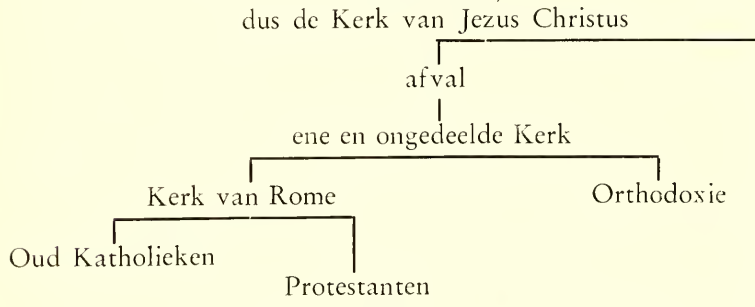 dus de Kerk van Jezus Christus
afval
ene en ongedeelde Kerk
Kerk van Rome Orthodoxie
Oud Katholieken
Protestanten